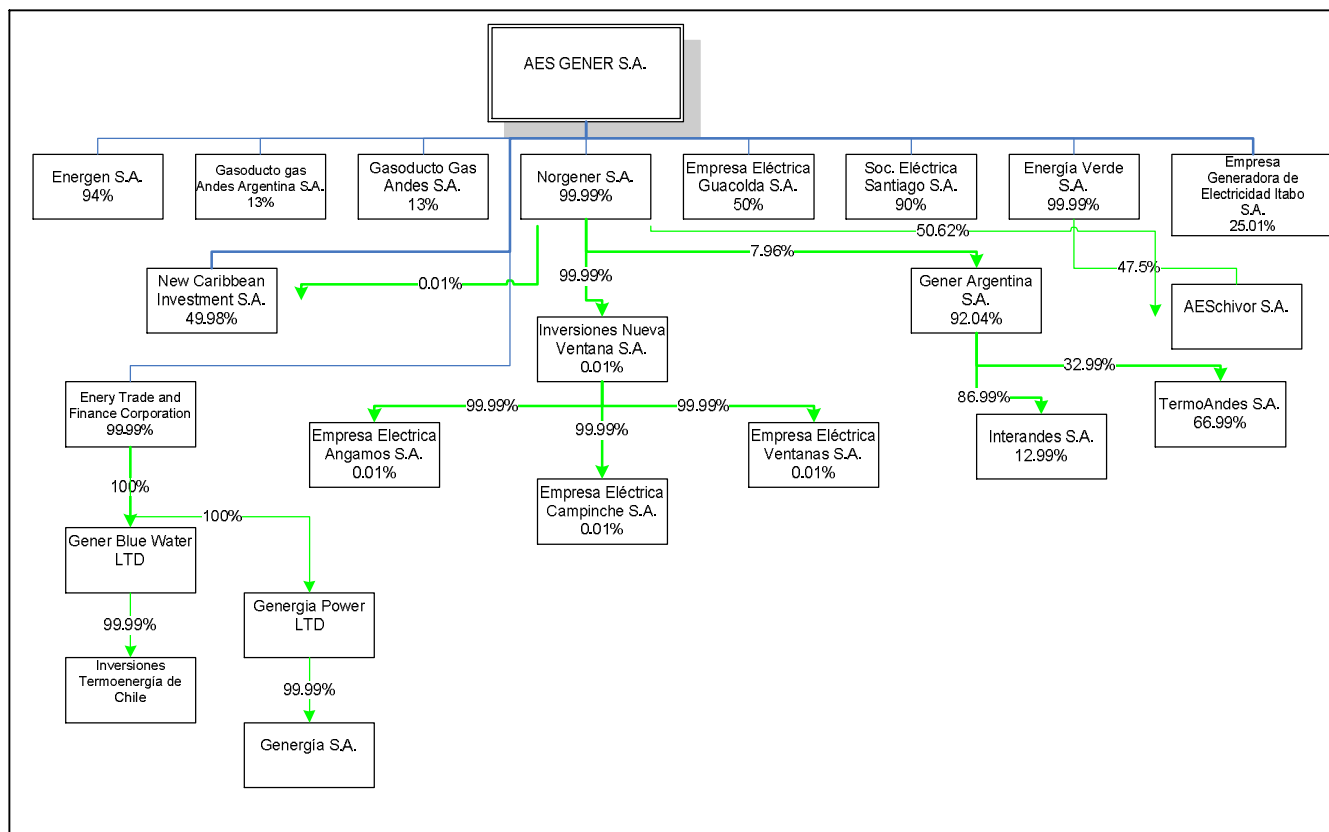 AES GENER S.A.
Energen S.A.
94%
Gasoducto gas
Andes Argentina S.A.
13%
Gasoducto Gas
Andes S.A.
13%
Norgener S.A.
99.99%
Empresa Eléctrica
Guacolda S.A.
50%
Soc. Eléctrica
Santiago S.A.
90%
Energía Verde
S.A.
99.99%
Empresa
Generadora de
Electricidad Itabo
S.A.
25.01%
50.62%
7.96%
47.5%
0.01%
99.99%
New Caribbean
Investment S.A.
49.98%
Gener Argentina
S.A.
92.04%
AESchivor S.A.
Inversiones Nueva
Ventana S.A.
0.01%
32.99%
86.99%
Enery Trade and
Finance Corporation
99.99%
99.99%
99.99%
99.99%
TermoAndes S.A.
66.99%
Empresa Electrica
Angamos S.A.
0.01%
Empresa Eléctrica
Ventanas S.A.
0.01%
Interandes S.A.
12.99%
Empresa Eléctrica
Campinche S.A.
0.01%
100%
100%
Gener Blue Water
LTD
Genergia Power
LTD
99.99%
Inversiones
Termoenergía de
Chile
99.99%
Genergía S.A.